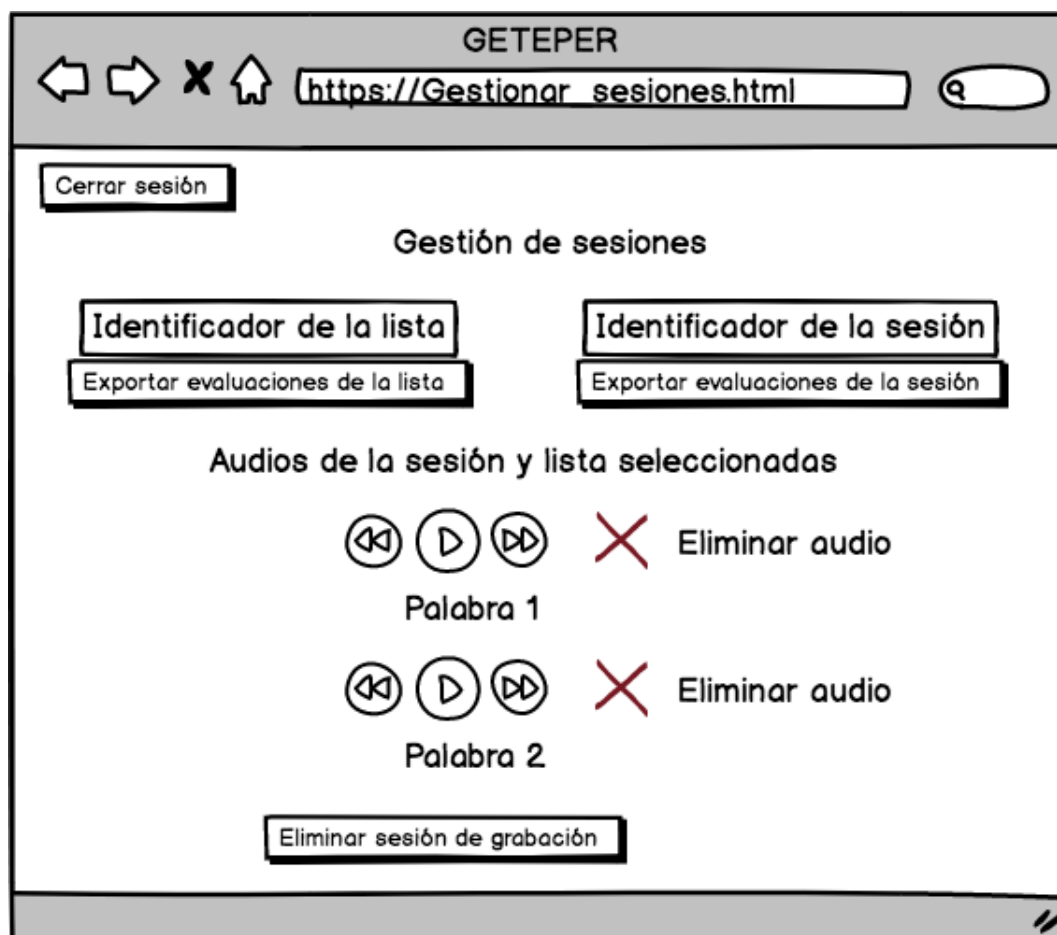 GETEPER
https://Gestionar_sesiones.html
Cerrar sesión
Gestión de sesiones
Identificador de la lista
Identificador de la sesión
Exportar evaluaciones de la lista
Exportar evaluaciones de la sesión
Audios de la sesión y lista seleccionadas
Eliminar audio
Palabra 1
Eliminar audio
Palabra 2
Eliminar sesión de grabación